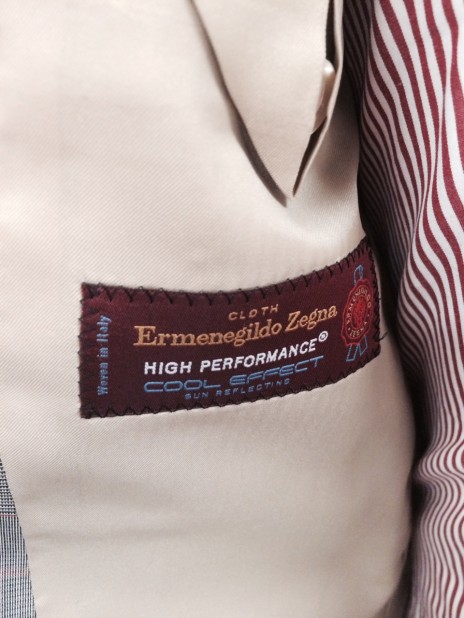 CLOTH
Ermenegildo Zegna
HIGH PERFORMANCE
COOL EFFECT
SUN REFLECTING
Woven in Italy